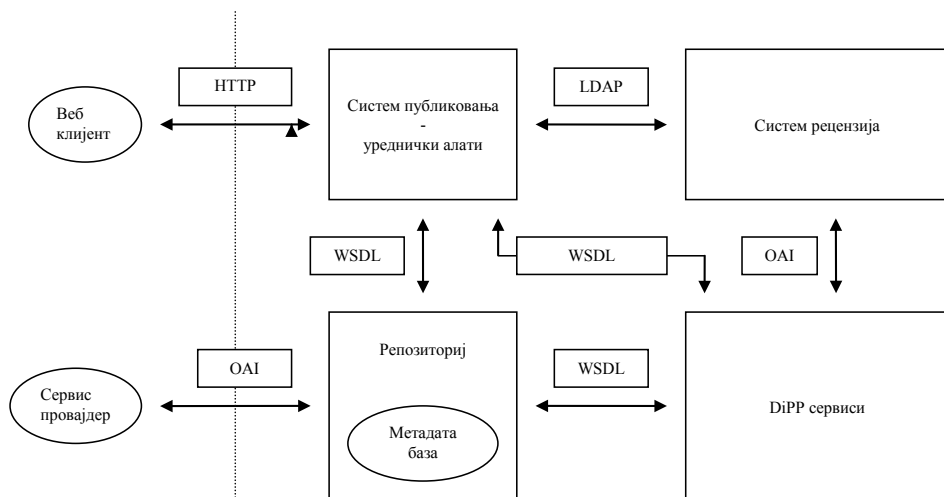 HTTP
LDAP
Веб
клијент
Систем публиковања
-
уреднички алати
Систем рецензија
WSDL
WSDL
OAI
OAI
Репозиториј
WSDL
Сервис
провајдер
Метадата
база
DiPP сервиси